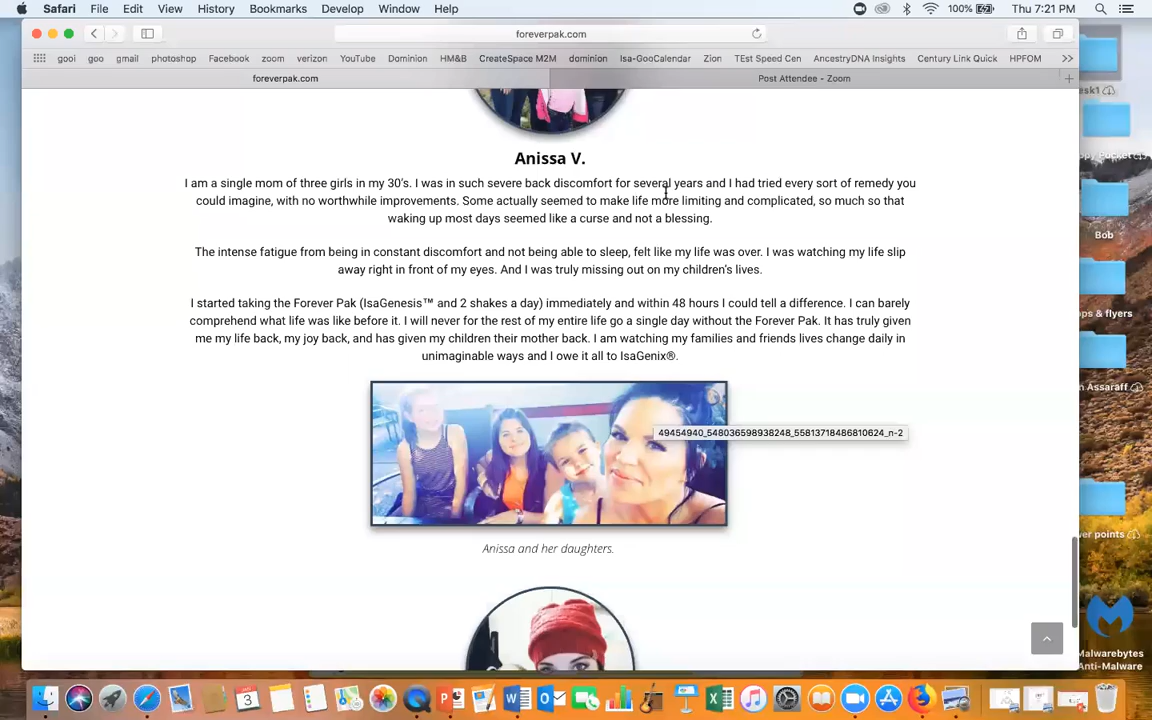 Safari File Edit View History Bookmarks Develop Window Help 100% Thu 7:21 PM
foreverpak.com
gooi goo gmail photoshop Facebook zoom verizon YouTube Dominion HM&B CreateSpace M2M dominion Isa-GooCalendar Zion TEst Speed Cen AncestryDNA Insights Century Link Quick HPFOM >>
foreverpak.com Post Attendee - Zoom +
esk1
Anissa V.
I am a single mom of three girls in my 30's. I was in such severe back discomfort for several years and I had tried every sort of remedy you
could imagine, with no worthwhile improvements. Some actually seemed to make life more limiting and complicated, so much so that
waking up most days seemed like a curse and not a blessing.
Bob
The intense fatigue from being in constant discomfort and not being able to sleep, felt like my life was over. I was watching my life slip
away right in front of my eyes. And I was truly missing out on my children's lives.
I started taking the Forever Pak (IsaGenesis™ and 2 shakes a day) immediately and within 48 hours I could tell a difference. I can barely
ps & flyers
comprehend what life was like before it. I will never for the rest of my entire life go a single day without the Forever Pak. It has truly given
me my life back, my joy back, and has given my children their mother back. I am watching my families and friends lives change daily in
unimaginable ways and I owe it all to IsaGenix®.
n Assaraff
49454940_548036598938248_55813718486810624_n-2
wer points
Anissa and her daughters.
Malwarebytes
Anti-Malware
3